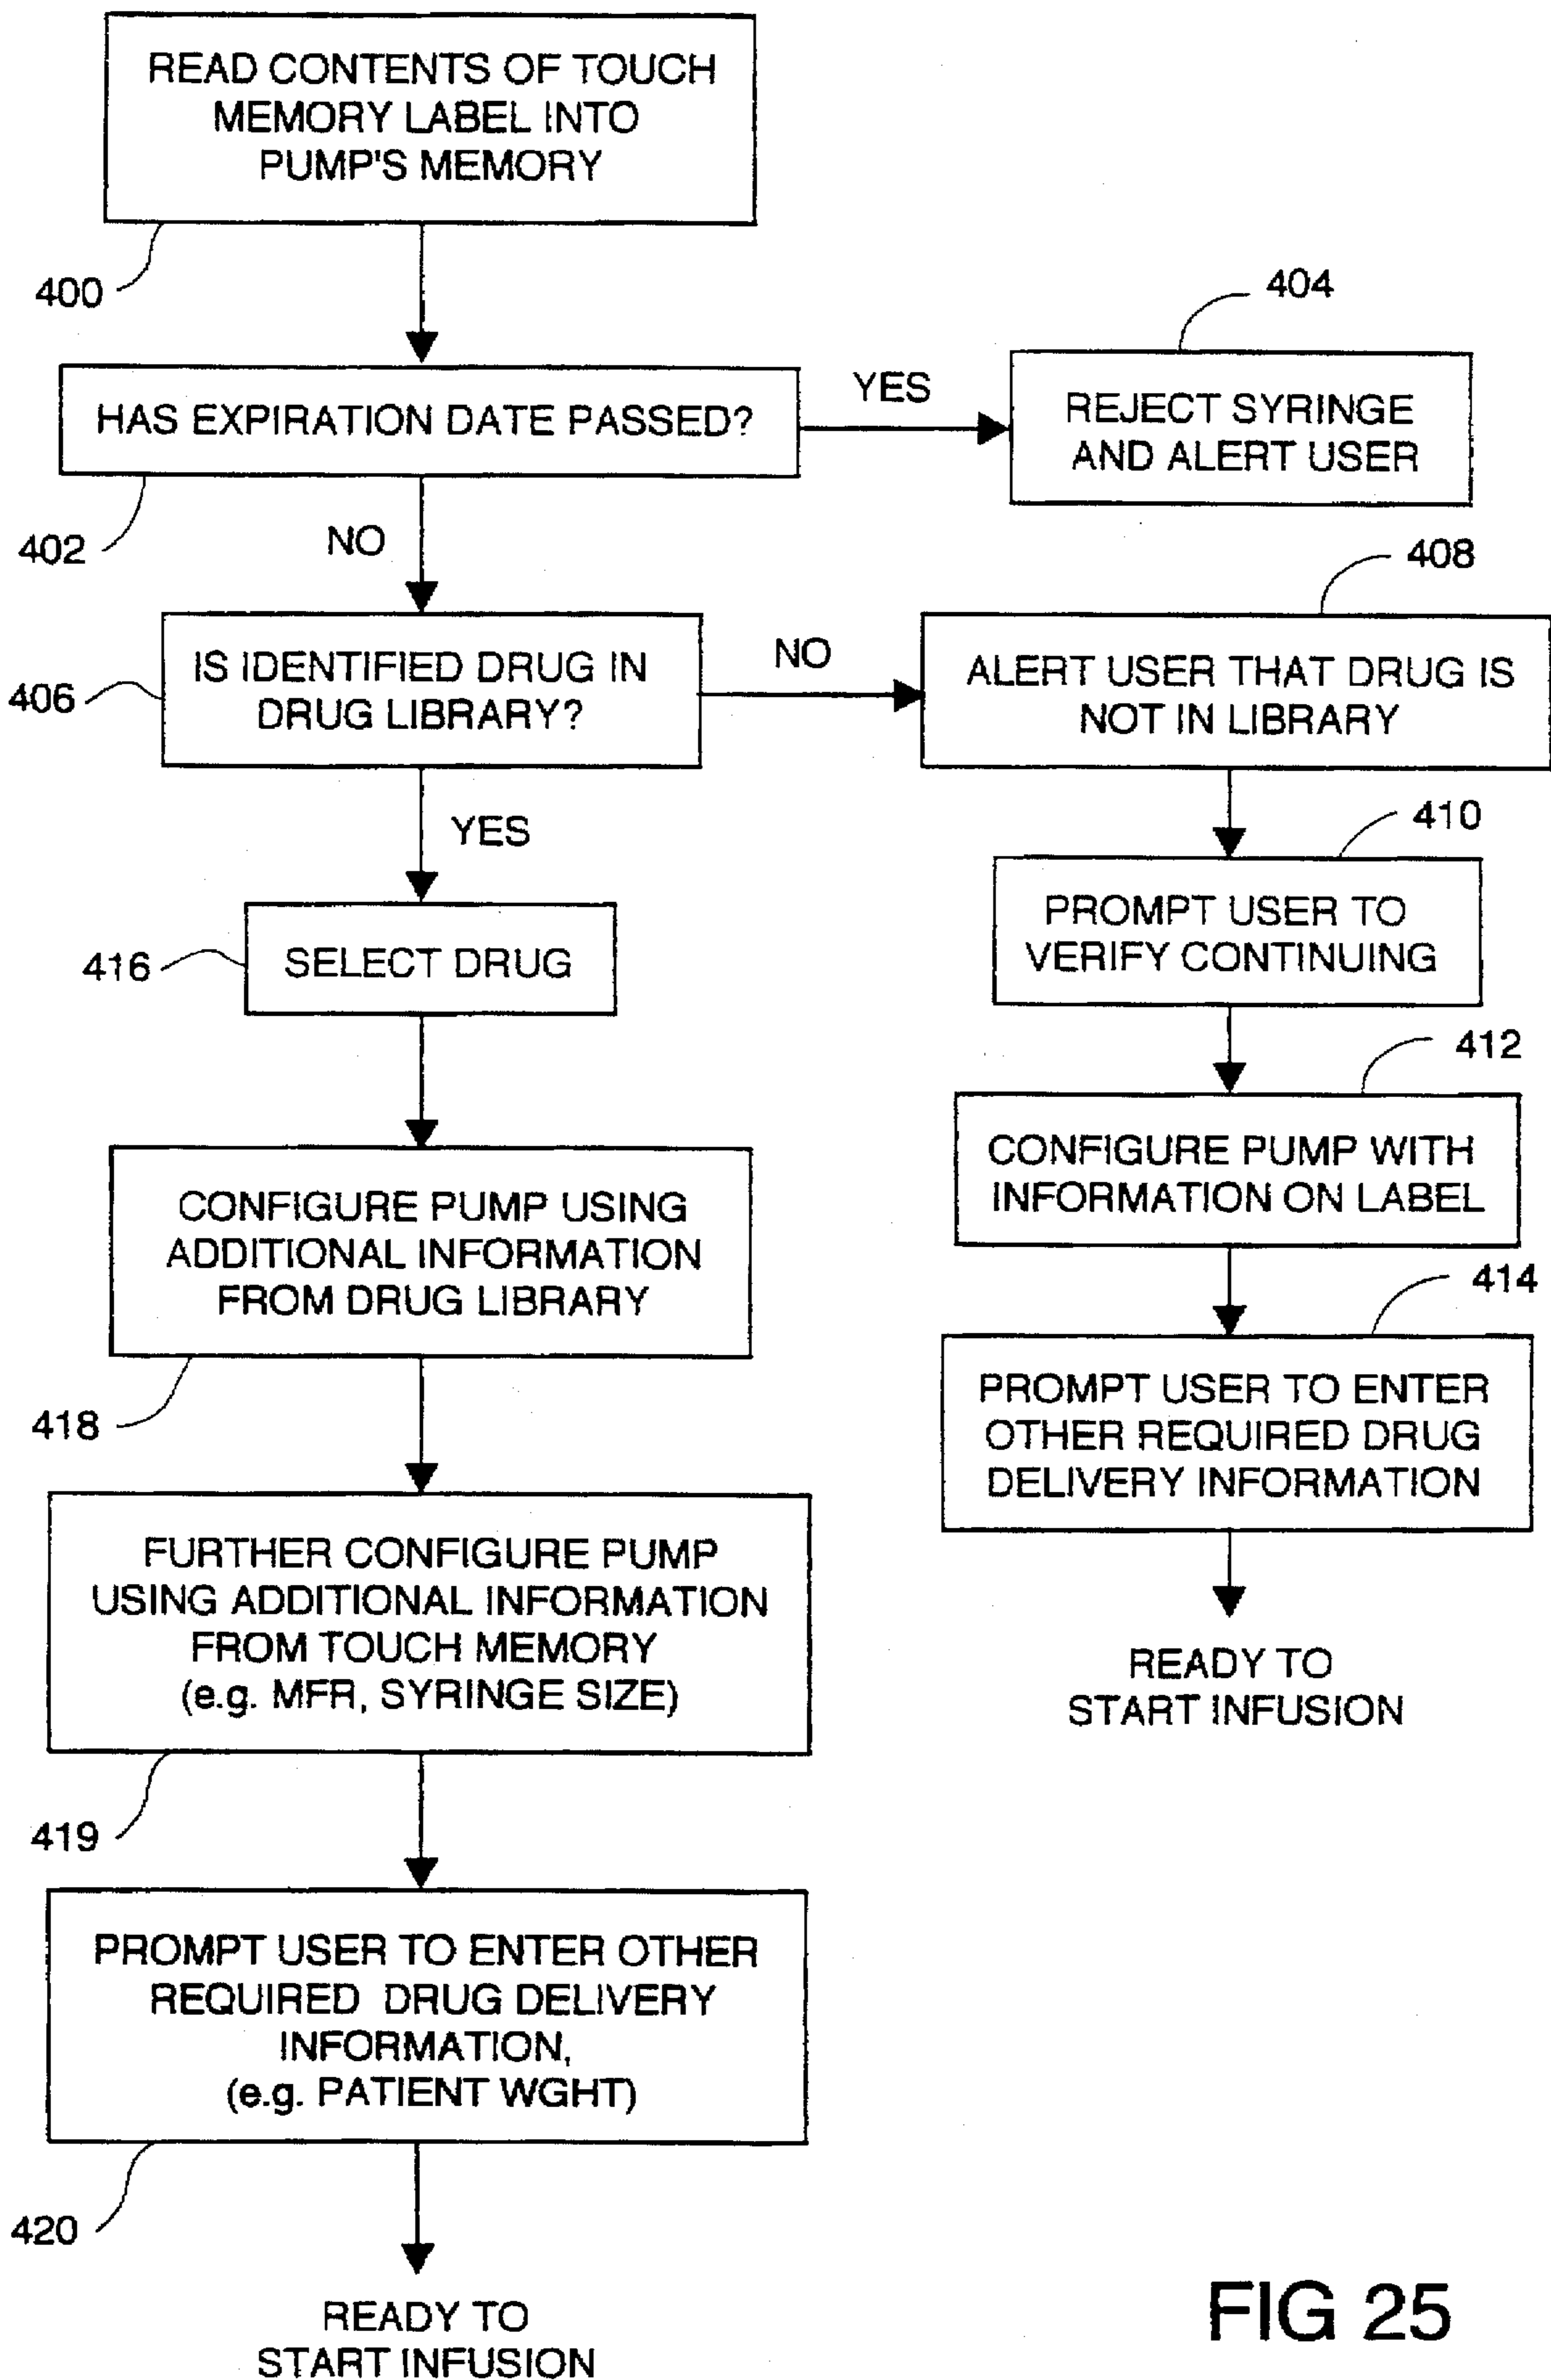 READ CONTENTS OF TOUCH
MEMORY LABEL INTO
PUMP'S MEMORY
400
404
HAS EXPIRATION DATE PASSED?
YES
REJECT SYRINGE
AND ALERT USER
402
NO
408
IS IDENTIFIED DRUG IN
DRUG LIBRARY?
406
NO
ALERT USER THAT DRUG IS
NOT IN LIBRARY
YES
410
416
SELECT DRUG
PROMPT USER TO
VERIFY CONTINUING
412
CONFIGURE PUMP WITH
INFORMATION ON LABEL
CONFIGURE PUMP USING
ADDITIONAL INFORMATION
FROM DRUG LIBRARY
414
418
PROMPT USER TO ENTER
OTHER REQUIRED DRUG
DELIVERY INFORMATION
FURTHER CONFIGURE PUMP
USING ADDITIONAL INFORMATION
FROM TOUCH MEMORY
(e.g. MFR, SYRINGE SIZE)
READY TO
START INFUSION
419
PROMPT USER TO ENTER OTHER
REQUIRED DRUG DELIVERY
INFORMATION,
(e.g. PATIENT WGHT)
420
READY TO
START INFUSION
FIG 25